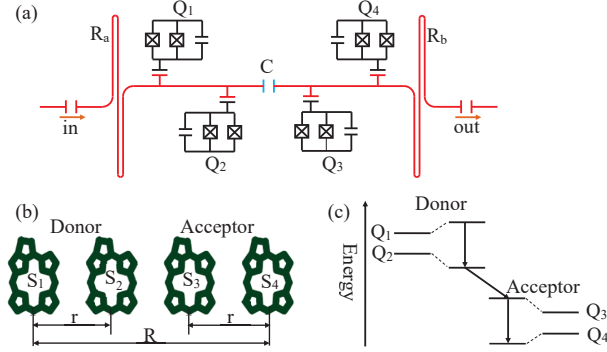 (a)
Q1
Q4
Ra
Rb
C
in
out
Q2
Q3
(b)
Donor
Acceptor
S1
S2
S3
S4
r
r
R
(c)
Donor
Energy
Q1
Q2
Acceptor
Q3
Q4